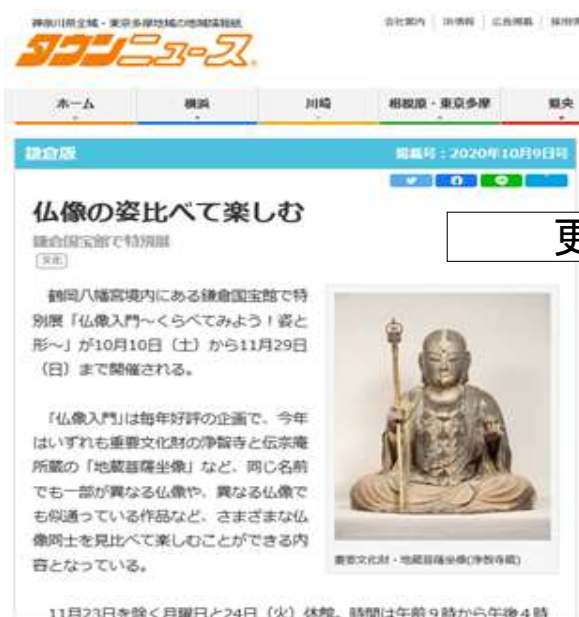 神奈川県全域・東京多摩地域の地域情報紙
タウンニュース
会社案内
広告掲載
ホーム
横浜
川崎
相模原・東京多摩
県央
鎌倉版
掲載号：2020年10月9日号
仏像の姿比べて楽しむ
鎌倉国宝館で特別展
文化
更
鶴岡八幡宮境内にある鎌倉国宝館で特
別展「仏像入門～くらべてみよう！姿と
形～」が10月10日（土）から11月29日
（日）まで開催される。
「仏像入門」は毎年好評の企画で、今年
はいずれも重要文化財の浄智寺と伝宗庵
所蔵の「地蔵菩薩坐像」など、同じ名前
でも一部が異なる仏像や、異なる仏像で
も似通っている作品など、さまざまな仏
像同士を見比べて楽しむことができる内
容となっている。
重要文化財・地蔵菩薩坐像(浄智寺蔵)
11月23日を除く月曜日と24日（火）休館。時間は午前９時から午後４時